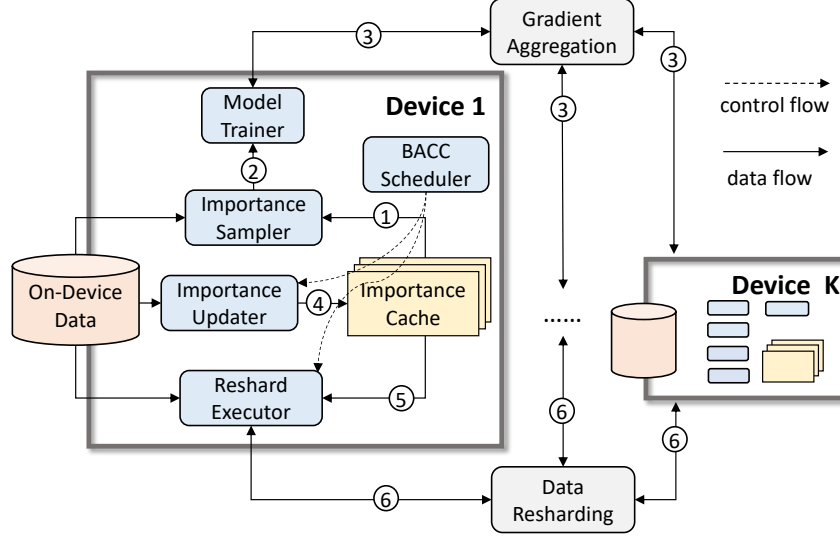 Gradient
Aggregation
③
③
③
Model
Trainer
Device 1
control flow
BACC
Scheduler
②
data flow
Importance
Sampler
①
On-Device
Data
Importance
Updater
④
Importance
Cache
......
Device K
Reshard
Executor
⑤
⑥
⑥
⑥
Data
Resharding